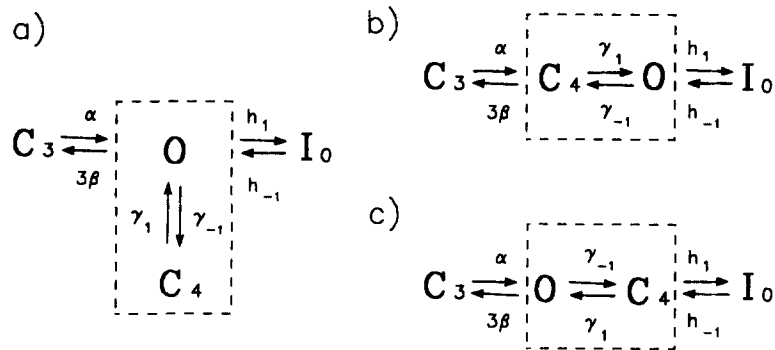 a)
α h₁
C₃ O I₀
3β h₋₁
γ₁ γ₋₁
C₄
b)
α γ₁ h₁
C₃ C₄ O I₀
3β γ₋₁ h₋₁
c)
α γ₋₁ h₁
C₃ O C₄ I₀
3β γ₁ h₋₁